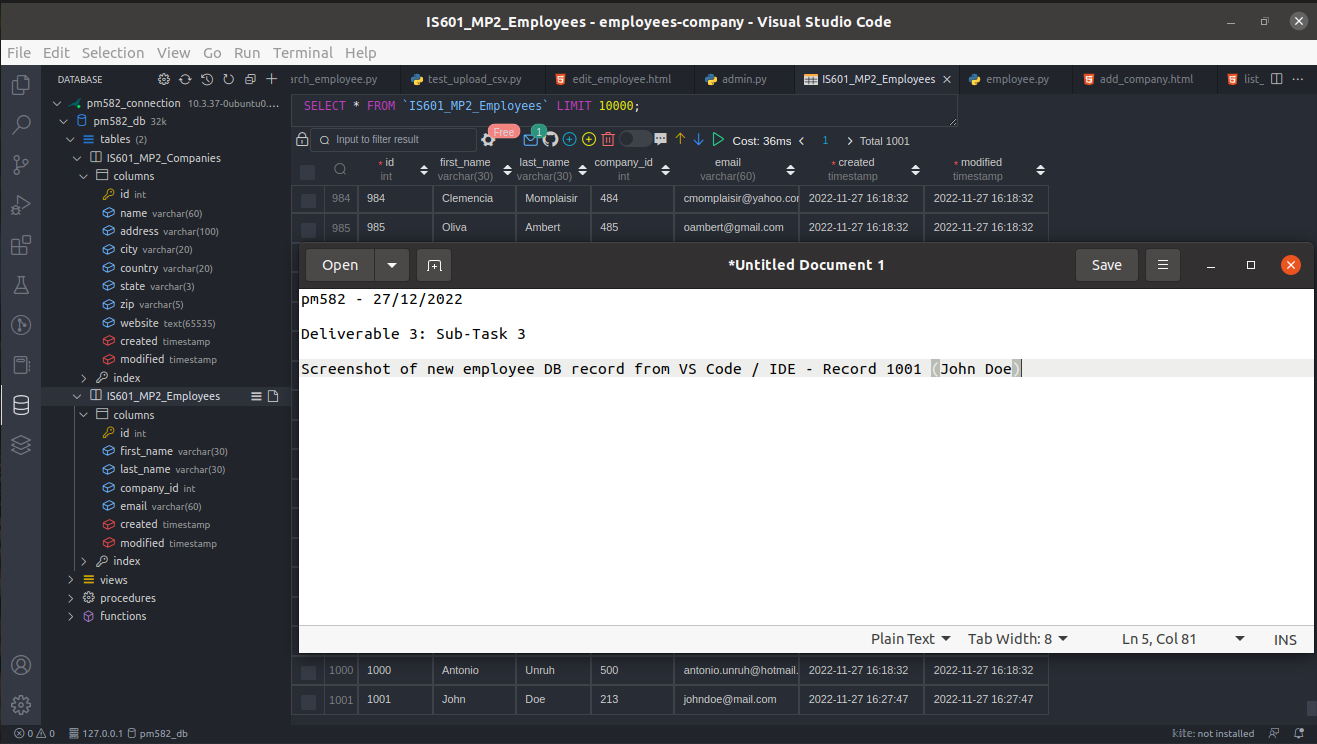 IS601_MP2_Employees - employees-company - Visual Studio Code
File Edit Selection View Go Run Terminal Help
DATABASE
arch_employee.py test_upload_csv.py edit_employee.html admin.py IS601_MP2_Employees employee.py add_company.html list_
pm582_connection 10.3.37-0ubuntu0....
pm582_db 32k
tables (2)
IS601_MP2_Companies
columns
id int
name varchar(60)
address varchar(100)
city varchar(20)
country varchar(20)
state varchar(3)
zip varchar(5)
website text(65535)
created timestamp
modified timestamp
index
IS601_MP2_Employees
columns
id int
first_name varchar(30)
last_name varchar(30)
company_id int
email varchar(60)
created timestamp
modified timestamp
index
views
procedures
functions
SELECT * FROM `IS601_MP2_Employees` LIMIT 10000;
Input to filter result Free 1 Cost: 36ms 1 Total 1001
* id first_name last_name company_id email * created * modified
int varchar(30) varchar(30) int varchar(60) timestamp timestamp
984 984 Clemencia Momplaisir 484 cmomplaisir@yahoo.cor 2022-11-27 16:18:32 2022-11-27 16:18:32
985 985 Oliva Ambert 485 oambert@gmail.com 2022-11-27 16:18:32 2022-11-27 16:18:32
Open *Untitled Document 1 Save
pm582 - 27/12/2022
Deliverable 3: Sub-Task 3
Screenshot of new employee DB record from VS Code / IDE - Record 1001 (John Doe)
Plain Text Tab Width: 8 Ln 5, Col 81 INS
1000 1000 Antonio Unruh 500 antonio.unruh@hotmail. 2022-11-27 16:18:32 2022-11-27 16:18:32
1001 1001 John Doe 213 johndoe@mail.com 2022-11-27 16:27:47 2022-11-27 16:27:47
0 0 127.0.0.1 pm582_db kite: not installed